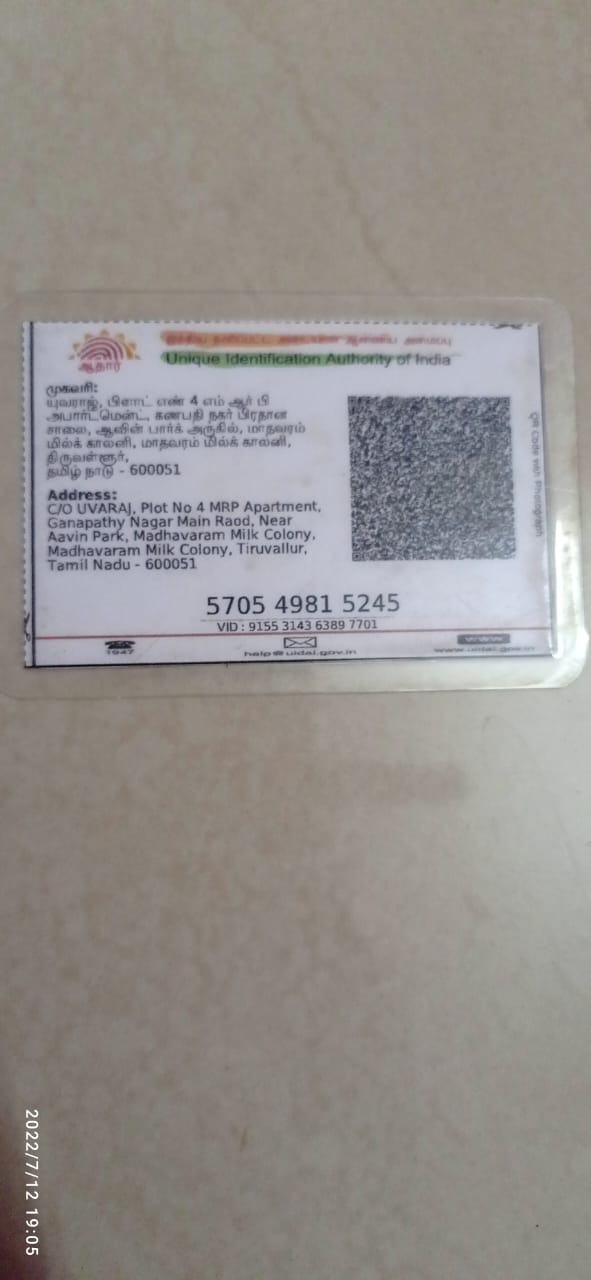 ஆதார்
Unique Identification Authority of India
முகவரி:
யுவராஜ், பிளாட் எண் 4 எம் ஆர் பி
அபார்ட்மென்ட், கணபதி நகர் பிரதான
சாலை, ஆவின் பார்க் அருகில், மாதவரம்
மில்க் காலனி, மாதவரம் மில்க் காலனி,
திருவள்ளூர்,
தமிழ் நாடு - 600051
Address:
C/O UVARAJ, Plot No 4 MRP Apartment,
Ganapathy Nagar Main Raod, Near
Aavin Park, Madhavaram Milk Colony,
Madhavaram Milk Colony, Tiruvallur,
Tamil Nadu - 600051
QR Code with Photograph
5705 4981 5245
VID : 9155 3143 6389 7701
1947
help@uidai.gov.in
www
www.uidai.gov.in
2022/7/12 19:05